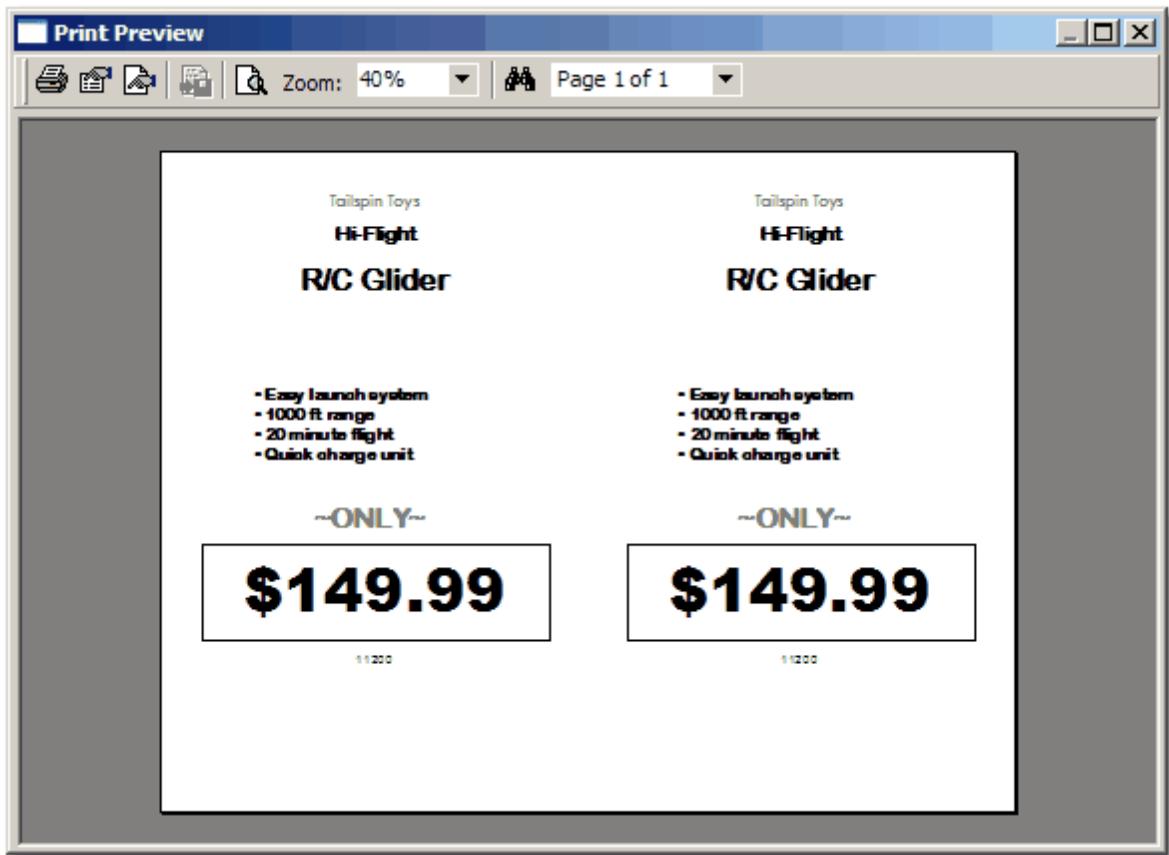 Print Preview
Zoom: 40% Page 1 of 1
Tailspin Toys
Hi-Flight
R/C Glider
- Easy launch system
- 1000 ft range
- 20 minute flight
- Quick charge unit
~ONLY~
$149.99
11200
Tailspin Toys
Hi-Flight
R/C Glider
- Easy launch system
- 1000 ft range
- 20 minute flight
- Quick charge unit
~ONLY~
$149.99
11200